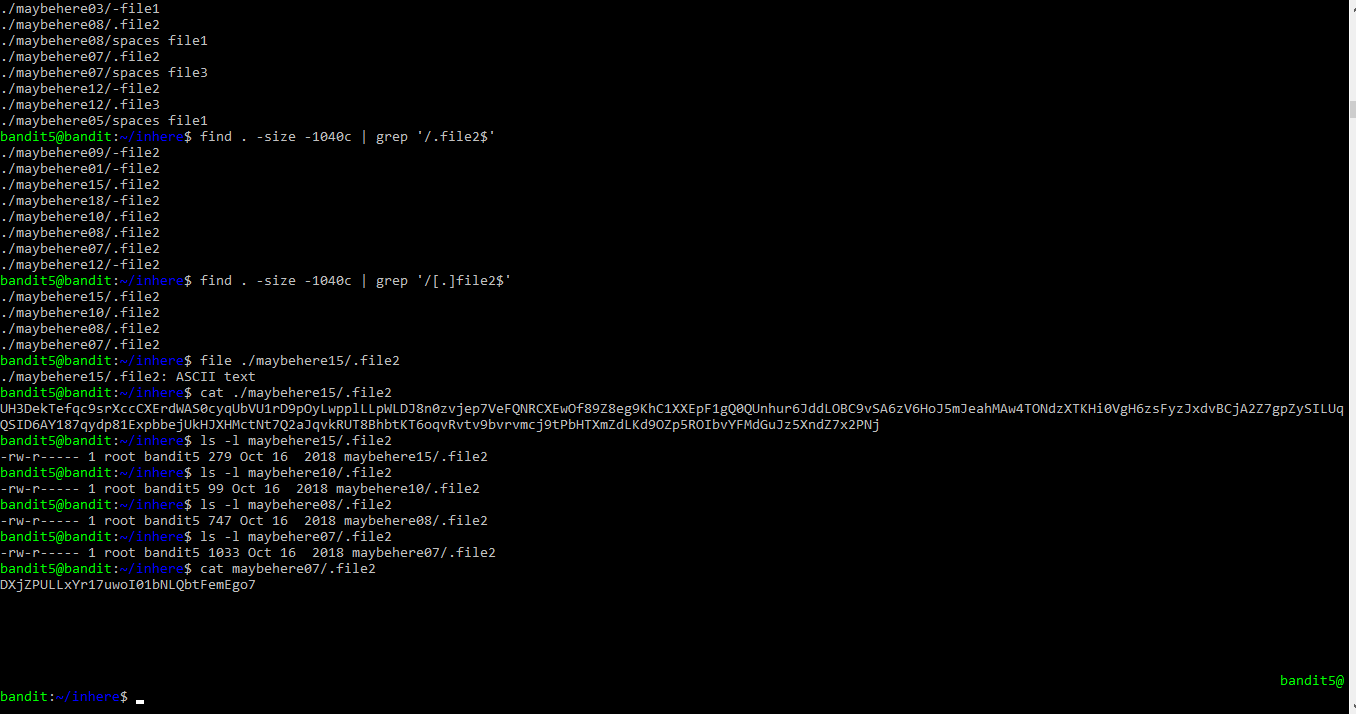 ./maybehere03/-file1
./maybehere08/.file2
./maybehere08/spaces file1
./maybehere07/.file2
./maybehere07/spaces file3
./maybehere12/-file2
./maybehere12/.file3
./maybehere05/spaces file1
bandit5@bandit:~/inhere$ find . -size -1040c | grep '/.file2$'
./maybehere09/-file2
./maybehere01/-file2
./maybehere15/.file2
./maybehere18/-file2
./maybehere10/.file2
./maybehere08/.file2
./maybehere07/.file2
./maybehere12/-file2
bandit5@bandit:~/inhere$ find . -size -1040c | grep '/[.]file2$'
./maybehere15/.file2
./maybehere10/.file2
./maybehere08/.file2
./maybehere07/.file2
bandit5@bandit:~/inhere$ file ./maybehere15/.file2
./maybehere15/.file2: ASCII text
bandit5@bandit:~/inhere$ cat ./maybehere15/.file2
UH3DekTefqc9srXccCXErdWAS0cyqUbVU1rD9pOyLwpplLLpWLDJ8n0zvjep7VeFQNRCXEwOf89Z8eg9KhC1XXEpF1gQ0QUnhur6JddLOBC9vSA6zV6HoJ5mJeahMAw4TONdzXTKHi0VgH6zsFyzJxdvBCjA2Z7gpZySILUq
QSID6AY187qydp81ExpbbejUkHJXHMctNt7Q2aJqvkRUT8BhbtKT6oqvRvtv9bvrvmcj9tPbHTXmZdLKd9OZp5ROIbvYFMdGuJz5XndZ7x2PNj
bandit5@bandit:~/inhere$ ls -l maybehere15/.file2
-rw-r----- 1 root bandit5 279 Oct 16  2018 maybehere15/.file2
bandit5@bandit:~/inhere$ ls -l maybehere10/.file2
-rw-r----- 1 root bandit5 99 Oct 16  2018 maybehere10/.file2
bandit5@bandit:~/inhere$ ls -l maybehere08/.file2
-rw-r----- 1 root bandit5 747 Oct 16  2018 maybehere08/.file2
bandit5@bandit:~/inhere$ ls -l maybehere07/.file2
-rw-r----- 1 root bandit5 1033 Oct 16  2018 maybehere07/.file2
bandit5@bandit:~/inhere$ cat maybehere07/.file2
DXjZPULLxYr17uwoI01bNLQbtFemEgo7
bandit5@
bandit:~/inhere$